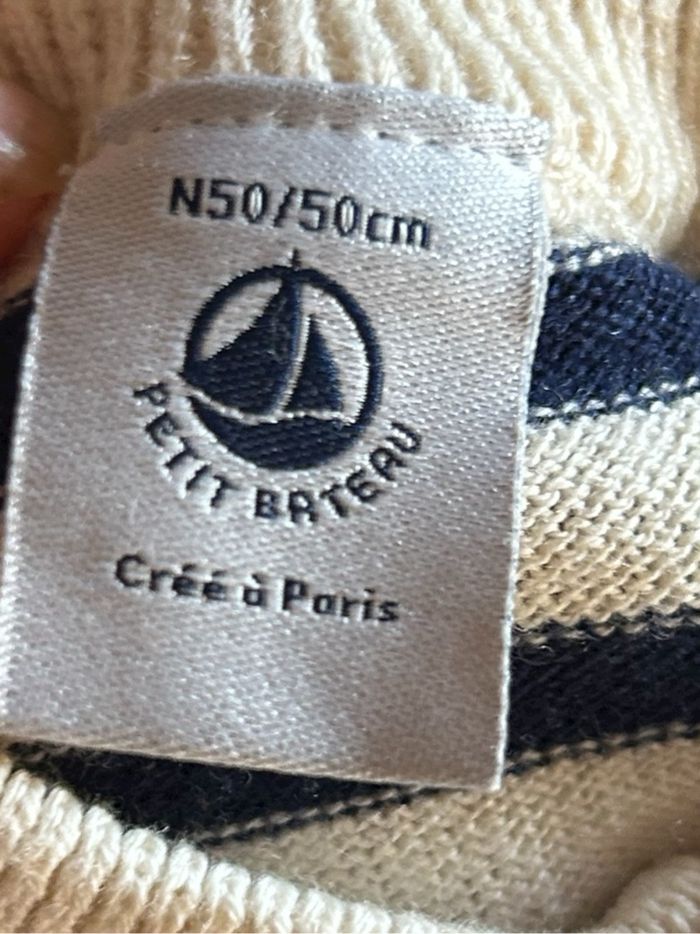 N50/50cm
PETIT BATEAU
Créé à Paris